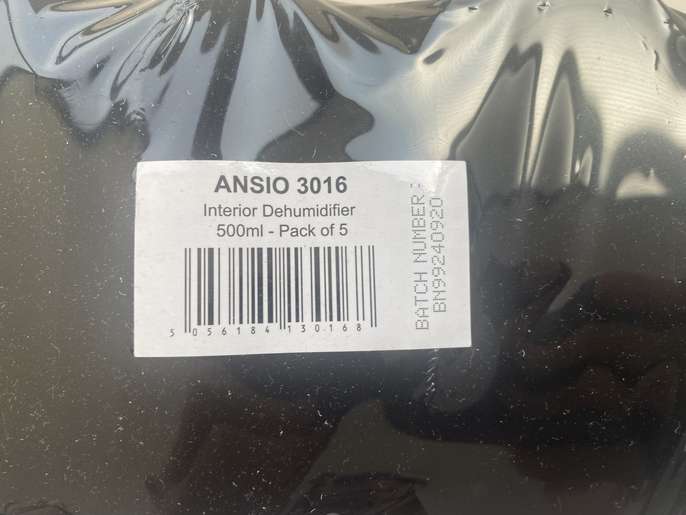 ANSIO 3016
Interior Dehumidifier
500ml - Pack of 5
5 056184 130168
BATCH NUMBER :
BN99240920